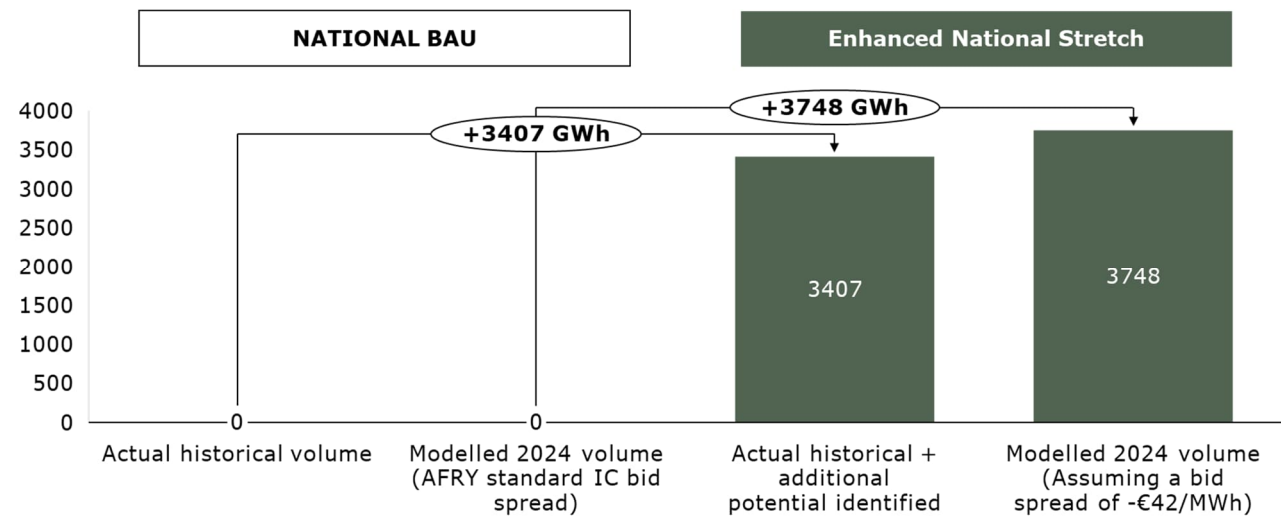 NATIONAL BAU
Enhanced National Stretch
+3748 GWh
+3407 GWh
4000
3500
3000
2500
2000
1500
1000
500
0
0
0
3407
3748
Actual historical volume
Modelled 2024 volume
(AFRY standard IC bid
spread)
Actual historical +
additional
potential identified
Modelled 2024 volume
(Assuming a bid
spread of -€42/MWh)